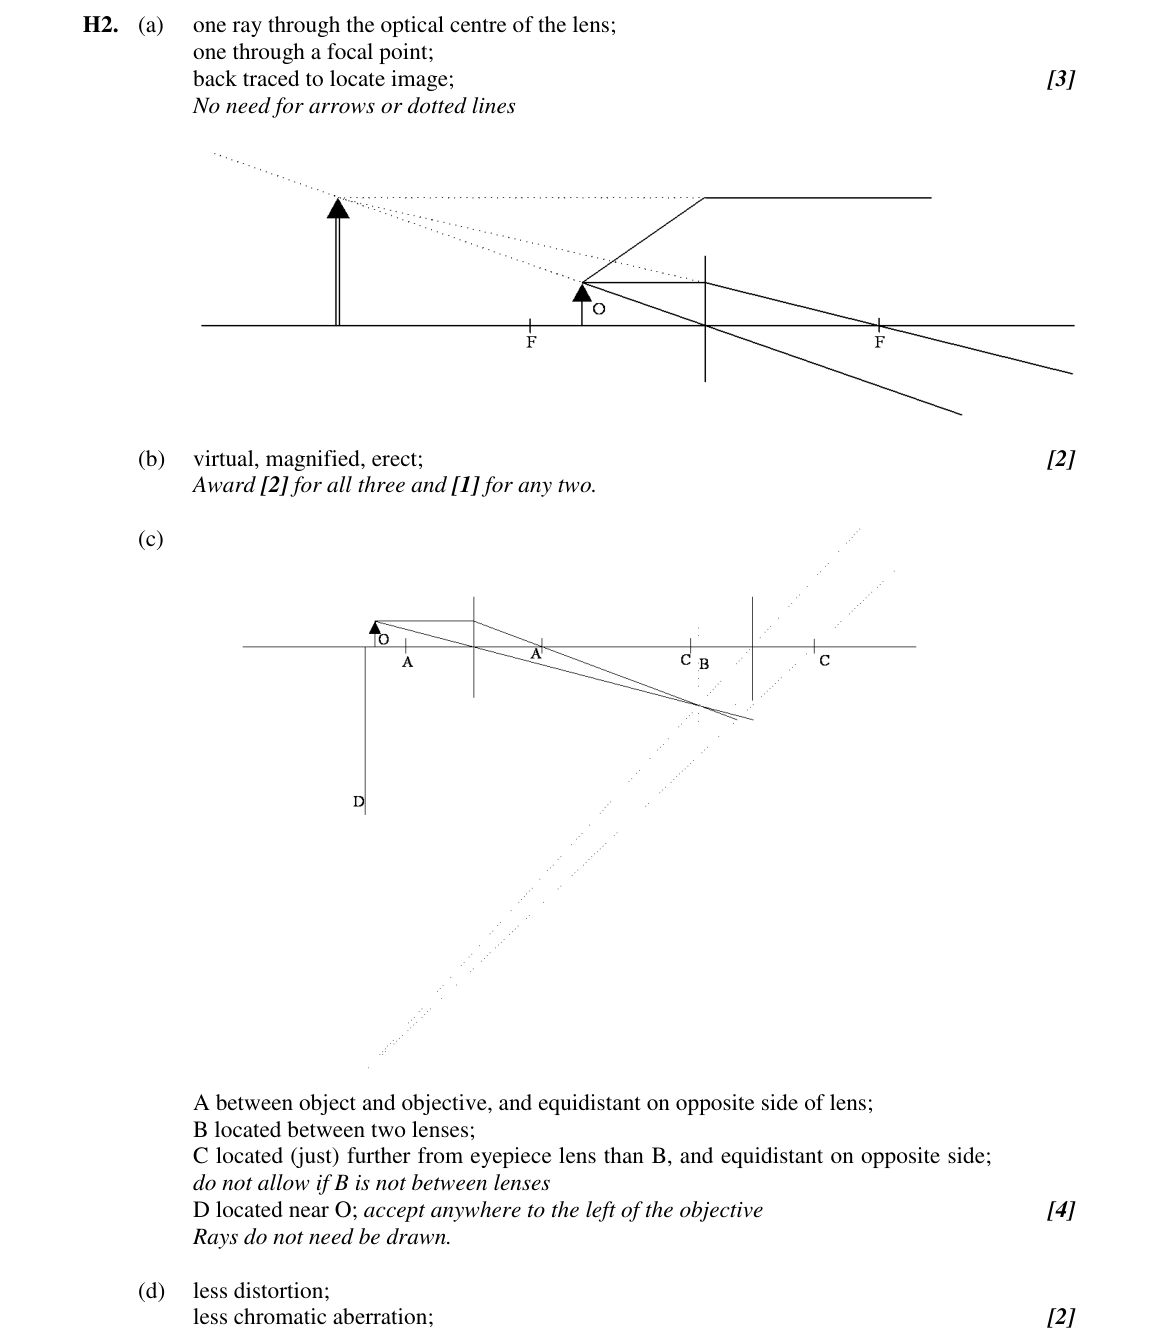 H2. (a) one ray through the optical centre of the lens;
one through a focal point;
back traced to locate image; [3]
No need for arrows or dotted lines
O
F F
(b) virtual, magnified, erect; [2]
Award [2] for all three and [1] for any two.
(c)
O
A A C B C
D
A between object and objective, and equidistant on opposite side of lens;
B located between two lenses;
C located (just) further from eyepiece lens than B, and equidistant on opposite side;
do not allow if B is not between lenses
D located near O; accept anywhere to the left of the objective [4]
Rays do not need be drawn.
(d) less distortion;
less chromatic aberration; [2]